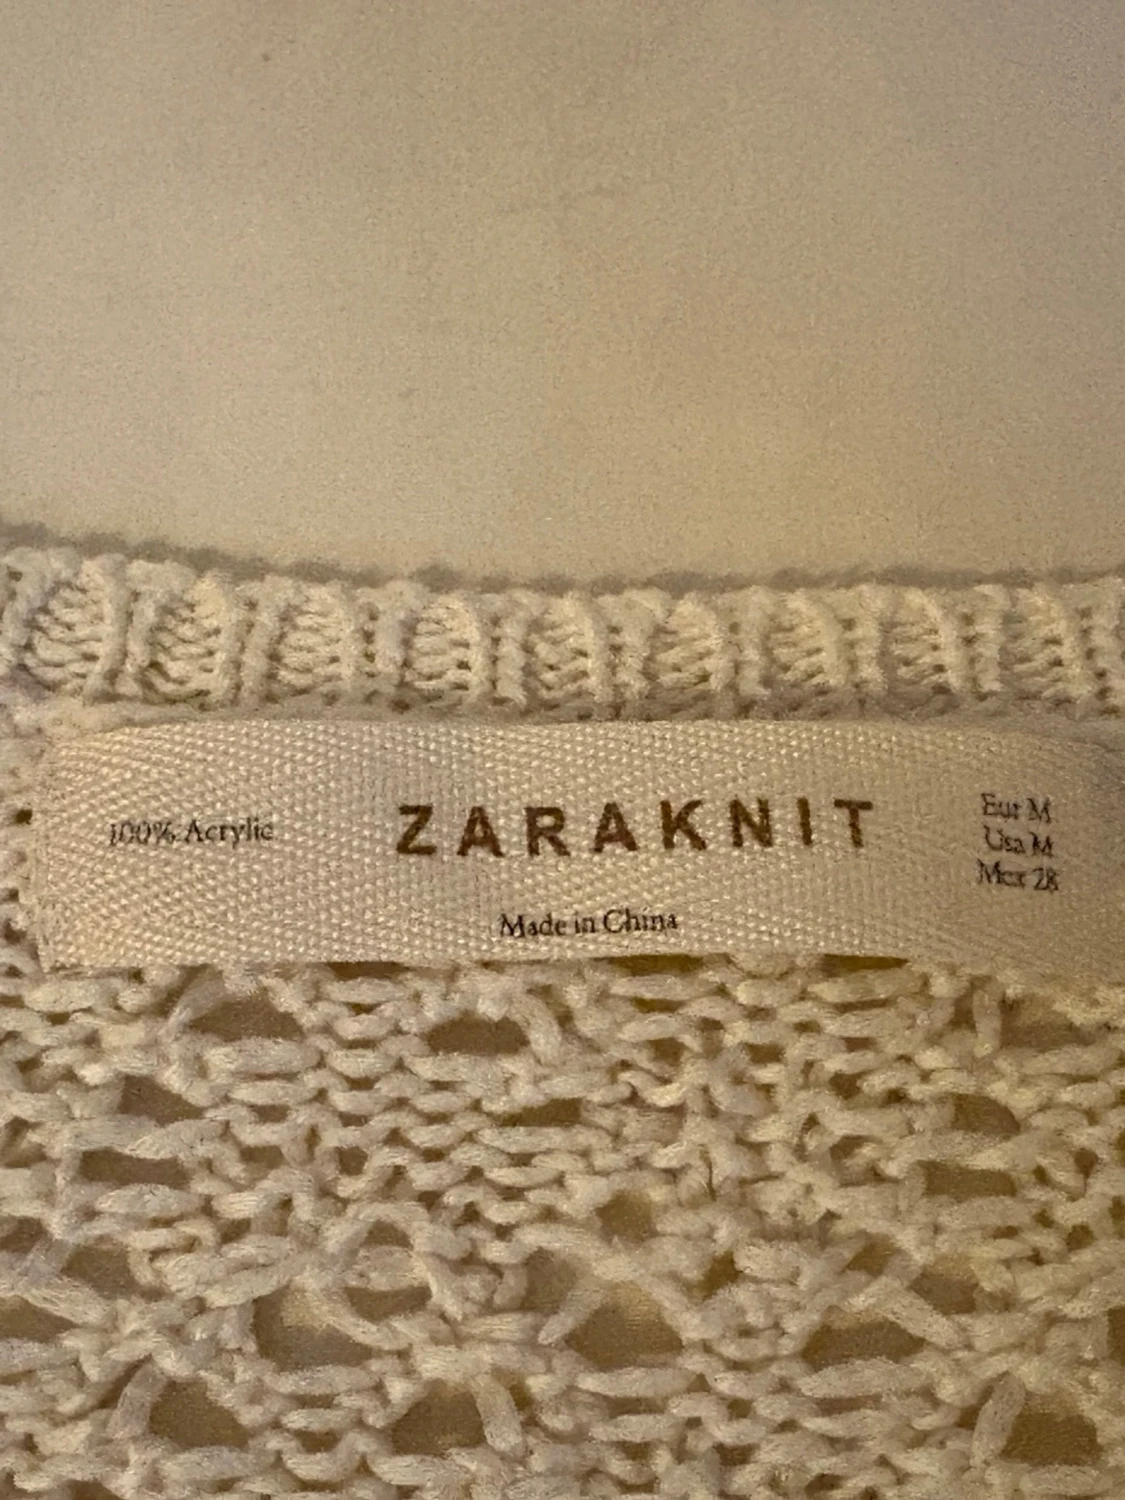 100% Acrylic
ZARAKNIT
Made in China
Eur M
Usa M
Mex 28